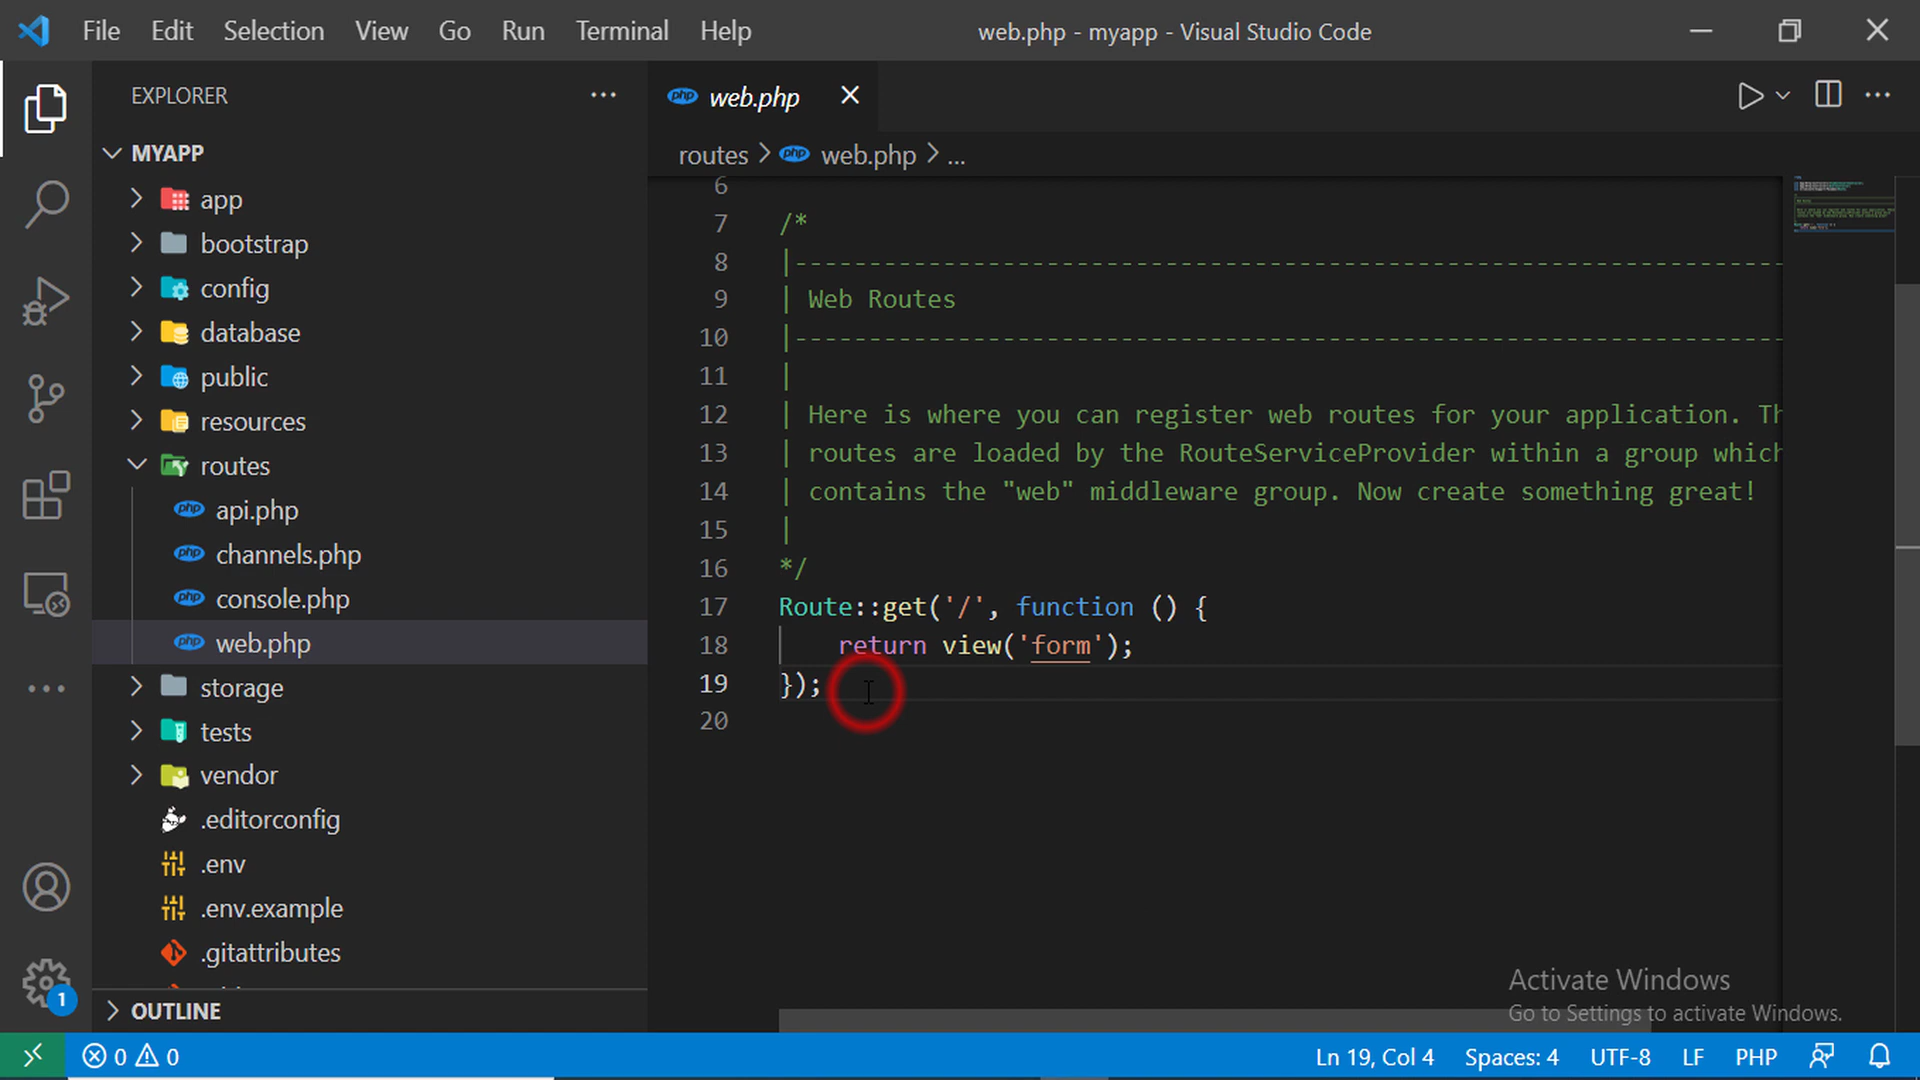 File Edit Selection View Go Run Terminal Help
web.php - myapp - Visual Studio Code
EXPLORER
MYAPP
app
bootstrap
config
database
public
resources
routes
php api.php
php channels.php
php console.php
php web.php
storage
tests
vendor
.editorconfig
.env
.env.example
.gitattributes
OUTLINE
1
php web.php
routes > php web.php > ...
6
7 /*
8 |--------------------------------------------------------------------
9 | Web Routes
10 |--------------------------------------------------------------------
11 |
12 | Here is where you can register web routes for your application. Th
13 | routes are loaded by the RouteServiceProvider within a group which
14 | contains the "web" middleware group. Now create something great!
15 |
16 */
17 Route::get('/', function () {
18 return view('form');
19 });
20
Activate Windows
Go to Settings to activate Windows.
0 0
Ln 19, Col 4 Spaces: 4 UTF-8 LF PHP